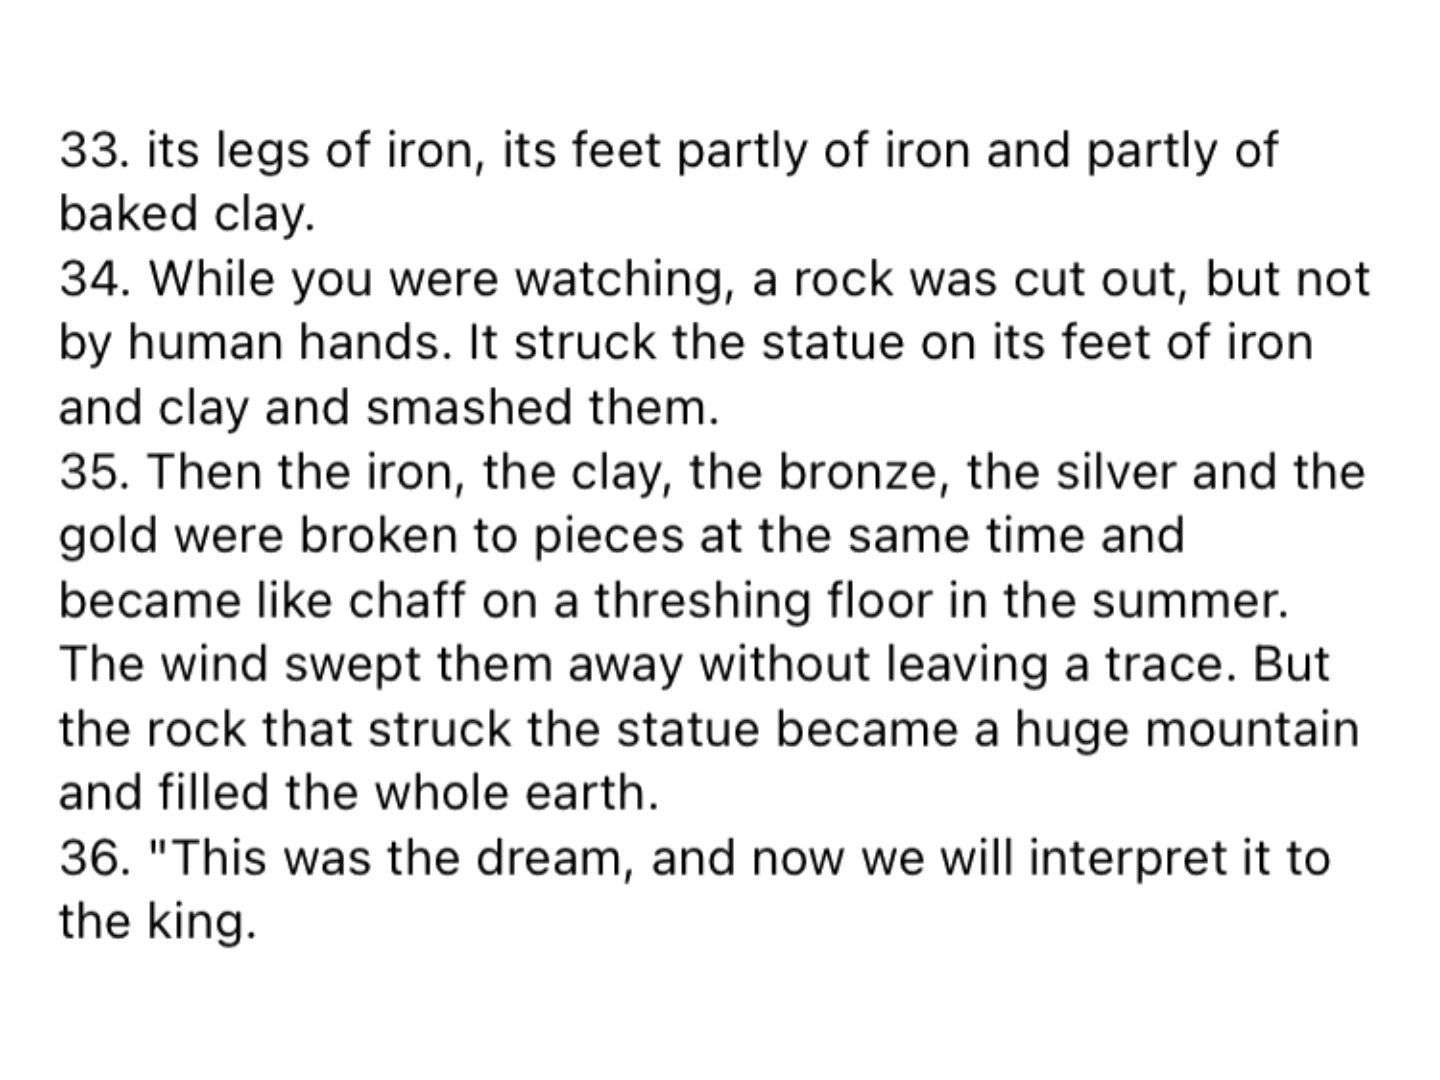 33. its legs of iron, its feet partly of iron and partly of
baked clay.
34. While you were watching, a rock was cut out, but not
by human hands. It struck the statue on its feet of iron
and clay and smashed them.
35. Then the iron, the clay, the bronze, the silver and the
gold were broken to pieces at the same time and
became like chaff on a threshing floor in the summer.
The wind swept them away without leaving a trace. But
the rock that struck the statue became a huge mountain
and filled the whole earth.
36. "This was the dream, and now we will interpret it to
the king.